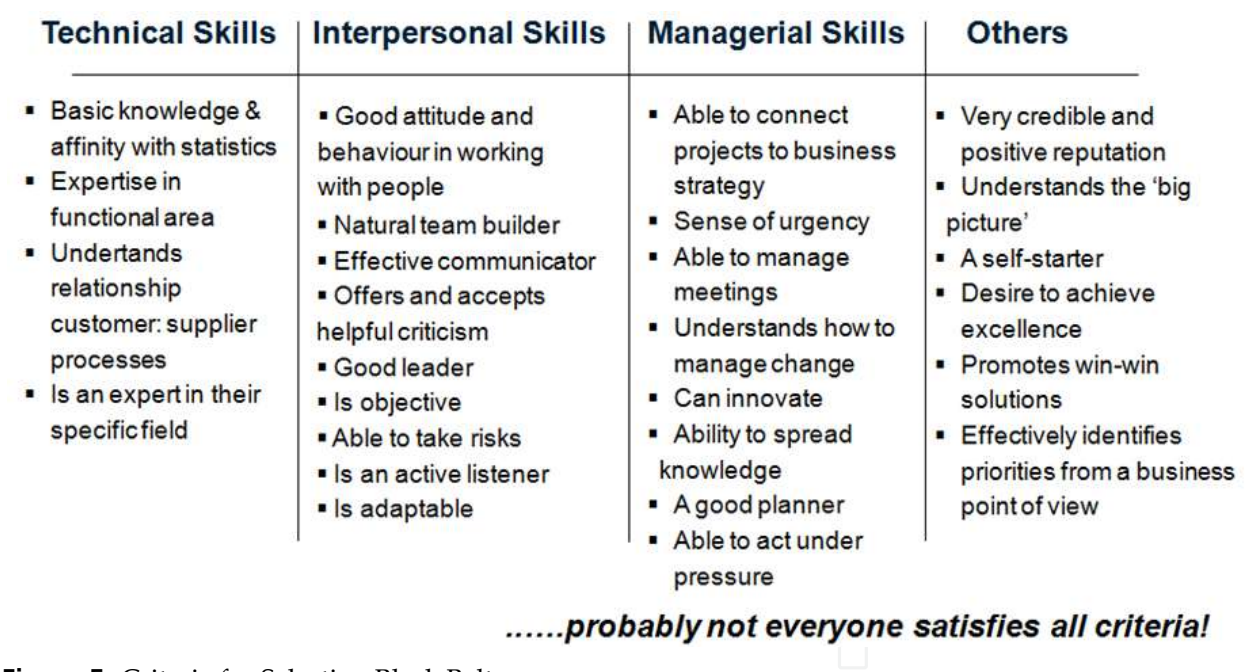 Technical Skills
Basic knowledge &
affinity with statistics
Expertise in
functional area
Undertands
relationship
customer: supplier
processes
Is an expert in their
specific field
Interpersonal Skills
Good attitude and
behaviour in working
with people
Natural team builder
Effective communicator
Offers and accepts
helpful criticism
Good leader
Is objective
Able to take risks
Is an active listener
Is adaptable
Managerial Skills
Able to connect
projects to business
strategy
Sense of urgency
Able to manage
meetings
Understands how to
manage change
Can innovate
Ability to spread
knowledge
A good planner
Able to act under
pressure
Others
Very credible and
positive reputation
Understands the ‘big
picture’
A self-starter
Desire to achieve
excellence
Promotes win-win
solutions
Effectively identifies
priorities from a business
point of view
......probably not everyone satisfies all criteria!